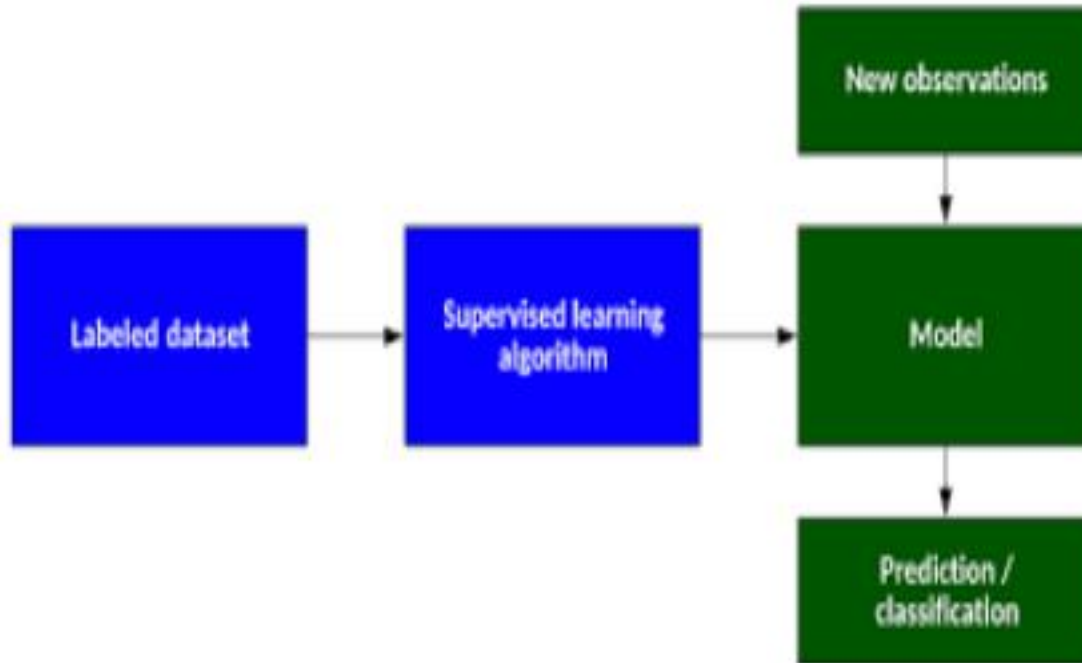 New observations
Labeled dataset
Supervised learning
algorithm
Model
Prediction /
classification